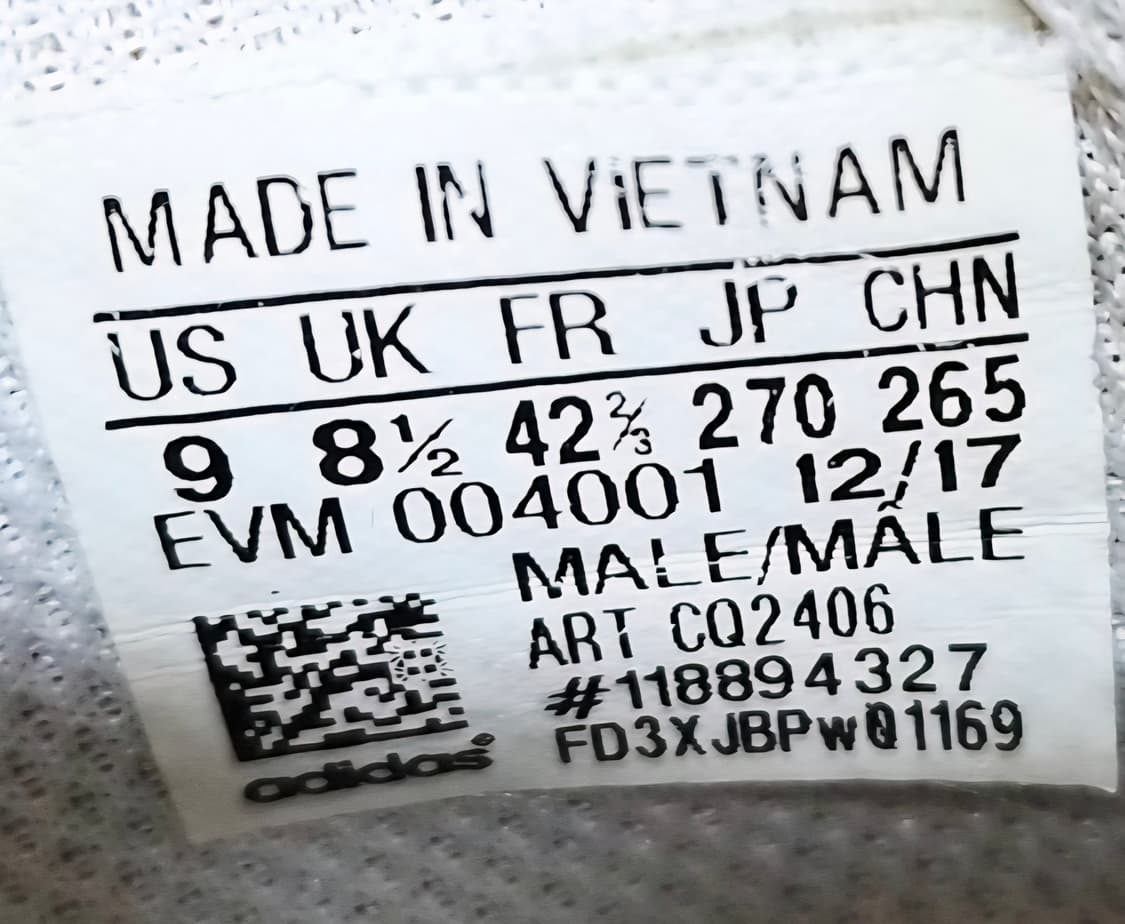 MADE IN VIETNAM
US UK FR JP CHN
9 8½ 42⅔ 270 265
EVM 004001 12/17
MALE/MÂLE
ART CQ2406
#118894327
FD3XJBPW01169
adidas®